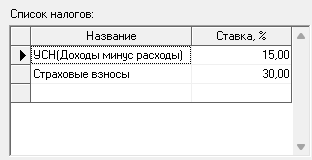 Список налогов:
Название Ставка, %
УСН(Доходы минус расходы) 15,00
Страховые взносы 30,00